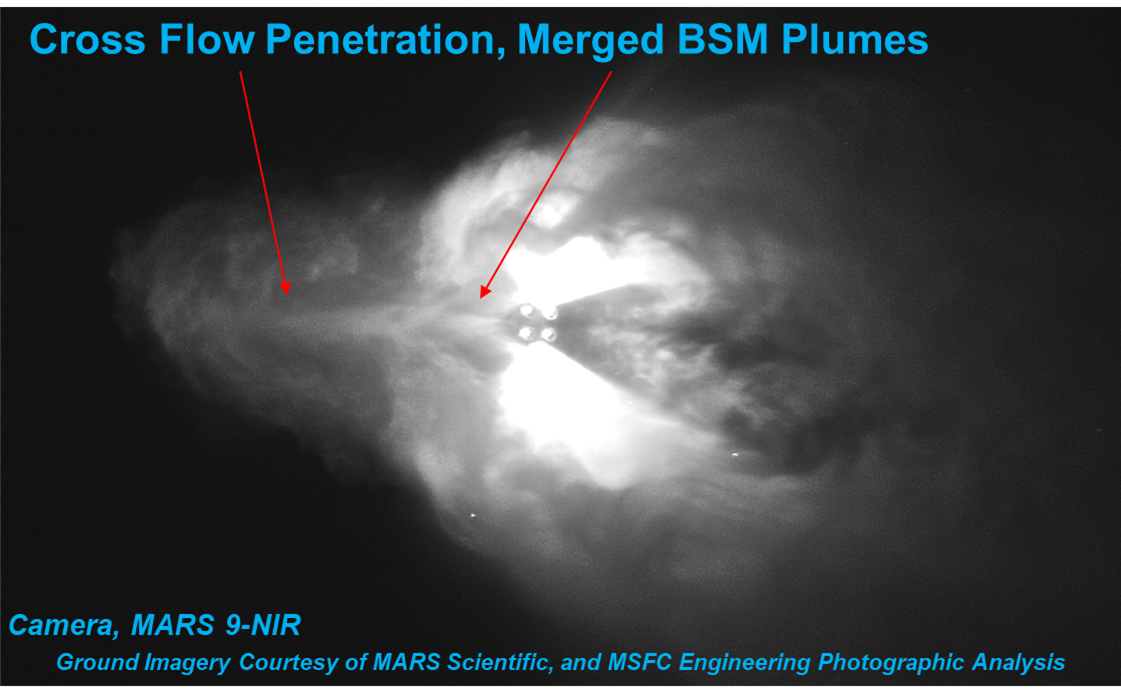 Cross Flow Penetration, Merged BSM Plumes
Camera, MARS 9-NIR
Ground Imagery Courtesy of MARS Scientific, and MSFC Engineering Photographic Analysis